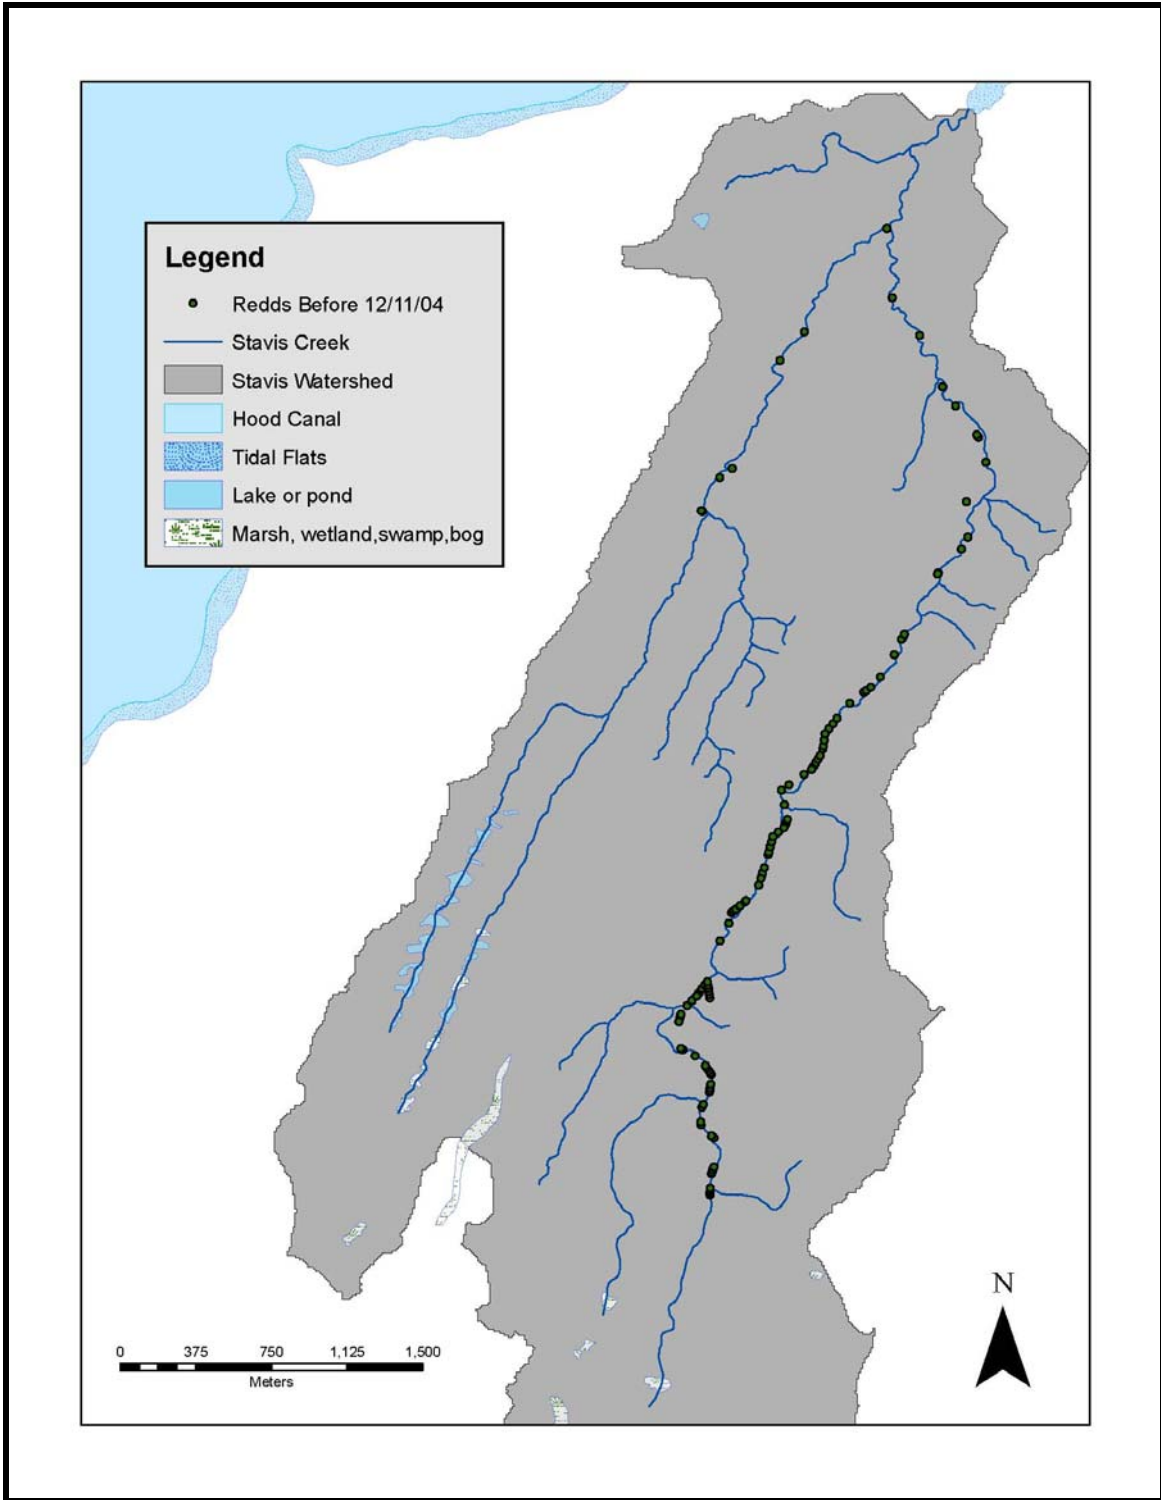 Legend
Redds Before 12/11/04
Stavis Creek
Stavis Watershed
Hood Canal
Tidal Flats
Lake or pond
Marsh, wetland,swamp,bog
N
0 375 750 1,125 1,500
Meters